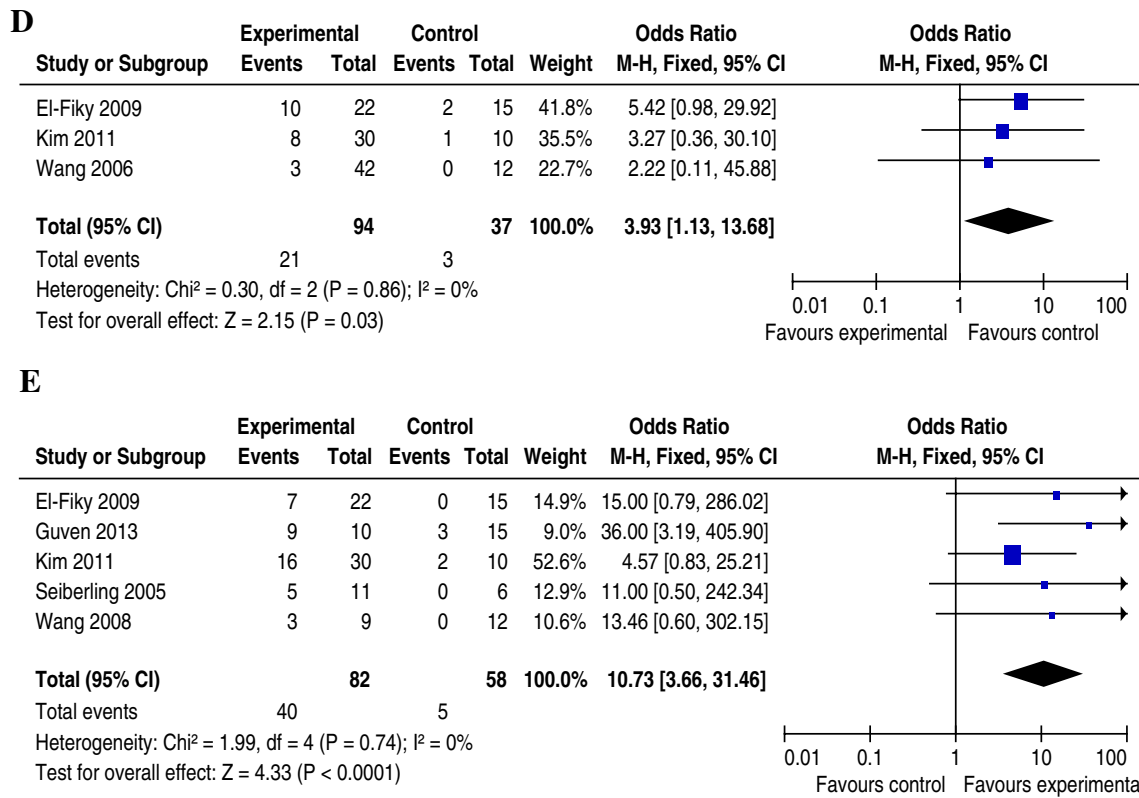 D
Experimental Control Odds Ratio Odds Ratio
Study or Subgroup Events Total Events Total Weight M-H, Fixed, 95% CI M-H, Fixed, 95% CI
El-Fiky 2009 10 22 2 15 41.8% 5.42 [0.98, 29.92]
Kim 2011 8 30 1 10 35.5% 3.27 [0.36, 30.10]
Wang 2006 3 42 0 12 22.7% 2.22 [0.11, 45.88]
Total (95% CI) 94 37 100.0% 3.93 [1.13, 13.68]
Total events 21 3
Heterogeneity: Chi² = 0.30, df = 2 (P = 0.86); I² = 0%
Test for overall effect: Z = 2.15 (P = 0.03)
0.01 0.1 1 10 100
Favours experimental Favours control
E
Experimental Control Odds Ratio Odds Ratio
Study or Subgroup Events Total Events Total Weight M-H, Fixed, 95% CI M-H, Fixed, 95% CI
El-Fiky 2009 7 22 0 15 14.9% 15.00 [0.79, 286.02]
Guven 2013 9 10 3 15 9.0% 36.00 [3.19, 405.90]
Kim 2011 16 30 2 10 52.6% 4.57 [0.83, 25.21]
Seiberling 2005 5 11 0 6 12.9% 11.00 [0.50, 242.34]
Wang 2008 3 9 0 12 10.6% 13.46 [0.60, 302.15]
Total (95% CI) 82 58 100.0% 10.73 [3.66, 31.46]
Total events 40 5
Heterogeneity: Chi² = 1.99, df = 4 (P = 0.74); I² = 0%
Test for overall effect: Z = 4.33 (P < 0.0001)
0.01 0.1 1 10 100
Favours control Favours experimenta